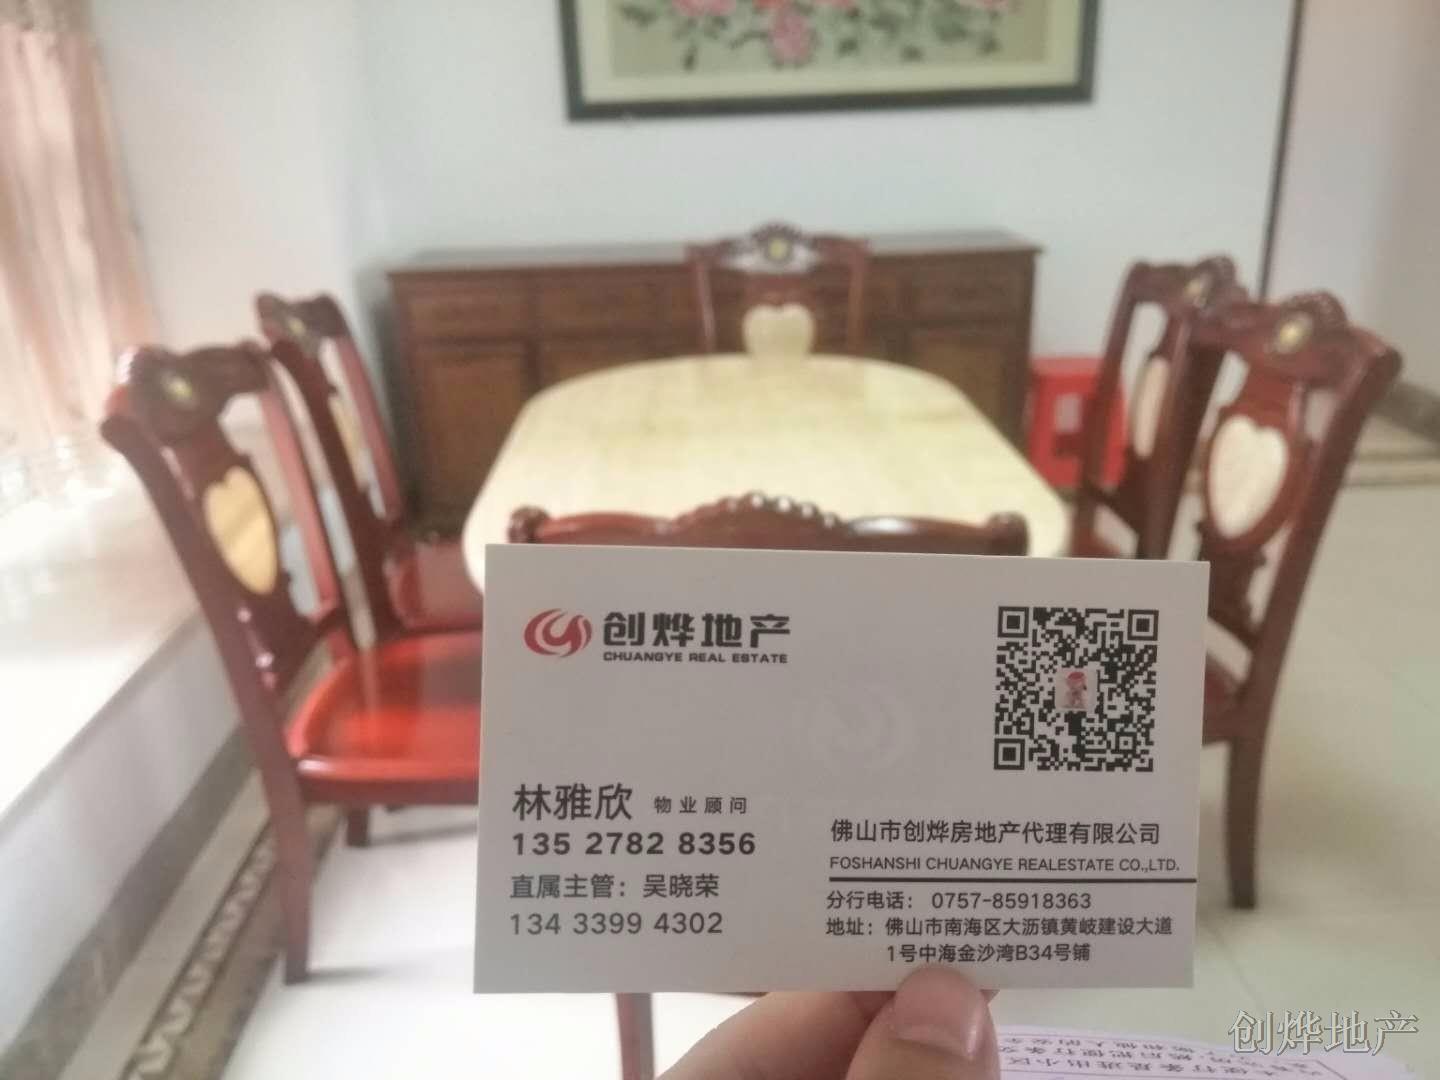 创烨地产
CHUANGYE REAL ESTATE
林雅欣 物业顾问
135 2782 8356
直属主管：吴晓荣
134 3399 4302
佛山市创烨房地产代理有限公司
FOSHANSHI CHUANGYE REALESTATE CO.,LTD.
分行电话： 0757-85918363
地址：佛山市南海区大沥镇黄岐建设大道
1号中海金沙湾B34号铺
创烨地产